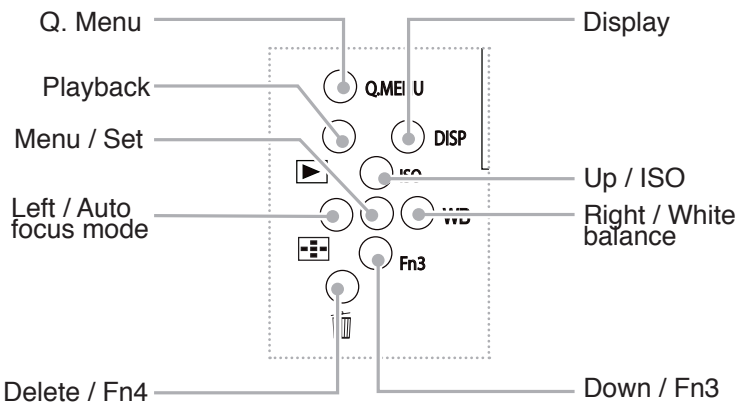 Q. Menu
Display
Q.MENU
Playback
DISP
Menu / Set
ISO
Up / ISO
Left / Auto
focus mode
WB
Right / White
balance
Fn3
Delete / Fn4
Down / Fn3